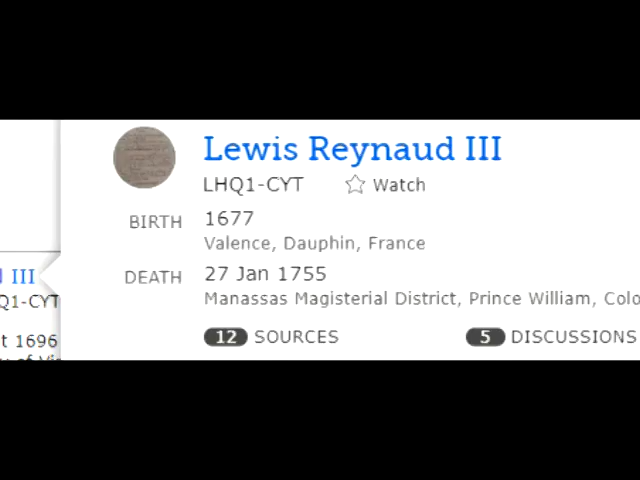 Lewis Reynaud III
LHQ1-CYT Watch
BIRTH 1677
Valence, Dauphin, France
DEATH 27 Jan 1755
Manassas Magisterial District, Prince William, Colo
12 SOURCES 5 DISCUSSIONS
III
Q1-CYT
t 1696